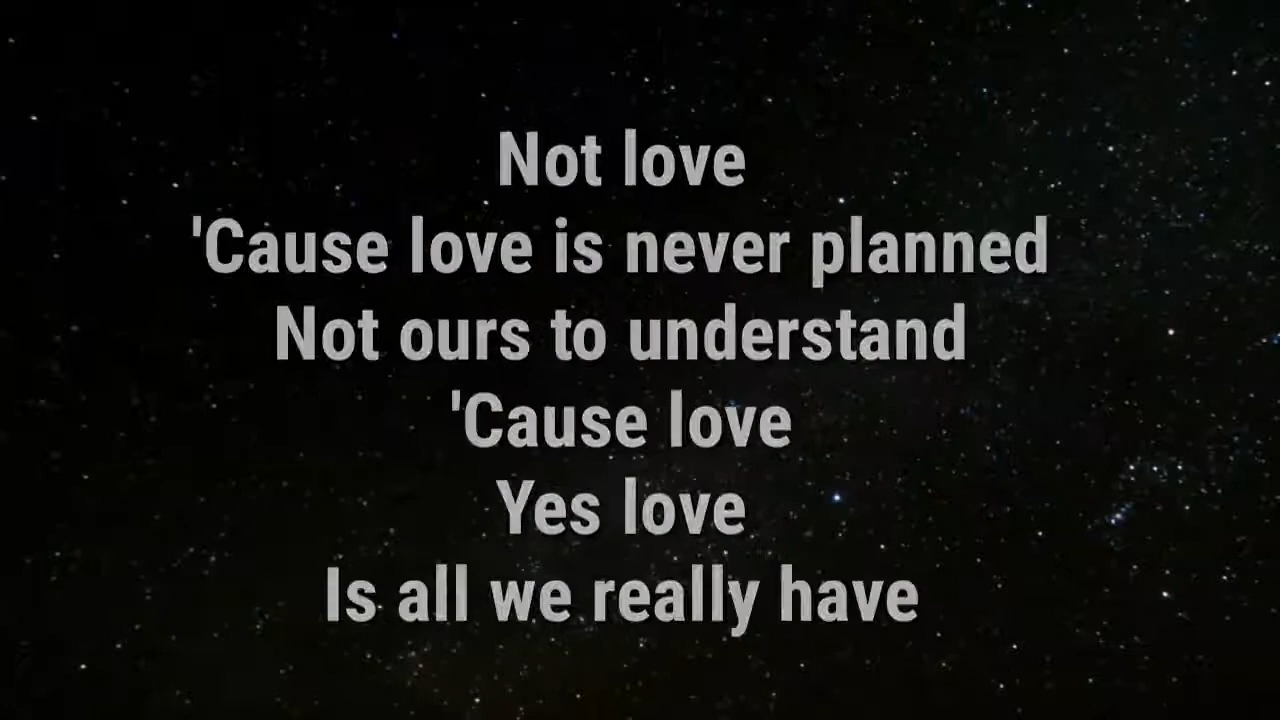 Not love
'Cause love is never planned
Not ours to understand
'Cause love
Yes love
Is all we really have